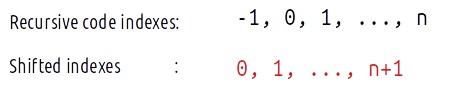 Recursive code indexes: -1, 0, 1, ..., n
Shifted indexes : 0, 1, ..., n+1